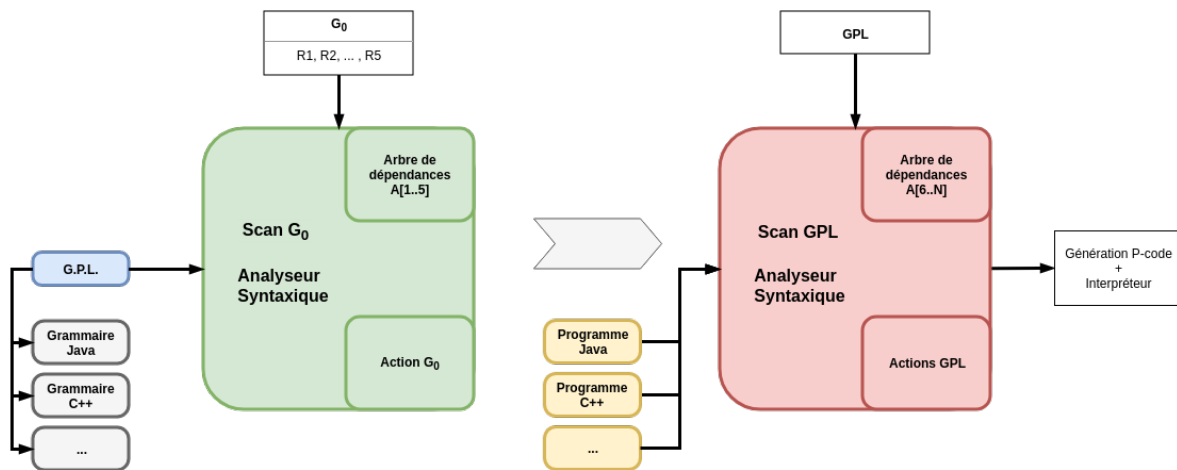 G₀
R1, R2, ... , R5
Arbre de
dépendances
A[1..5]
Scan G₀
Analyseur
Syntaxique
Action G₀
G.P.L.
Grammaire
Java
Grammaire
C++
...
GPL
Arbre de
dépendances
A[6..N]
Scan GPL
Analyseur
Syntaxique
Actions GPL
Programme
Java
Programme
C++
...
Génération P-code
+
Interpréteur